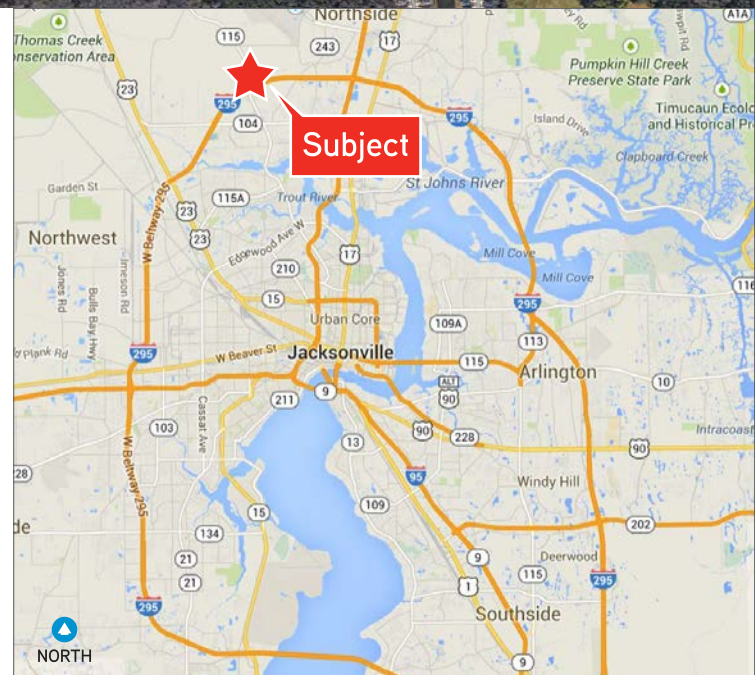 Northside
A1A
115
17
Thomas Creek
nservation Area
243
Pumpkin Hill Creek
Preserve State Park
23
295
295
Timucuan Ecolo
and Historical Pr
104
Island Drive
Subject
Clapboard Creek
St Johns River
Garden St
115A
Trout River
W Beltway 295
23
Northwest
23
Edgewood Ave W
17
Mill Cove
210
Mill Cove
Jones Rd
Bulls Bay Hwy
Imeson Rd
15
295
116
Urban Core
109A
113
295
W Beaver St
Jacksonville
115
Arlington
Plank Rd
ALT
90
10
211
9
Cassat Ave
103
13
90
228
Intracoast
90
28
95
W Beltway 295
Windy Hill
109
15
202
de
134
9
Deerwood
21
115
21
1
295
295
Southside
NORTH
9